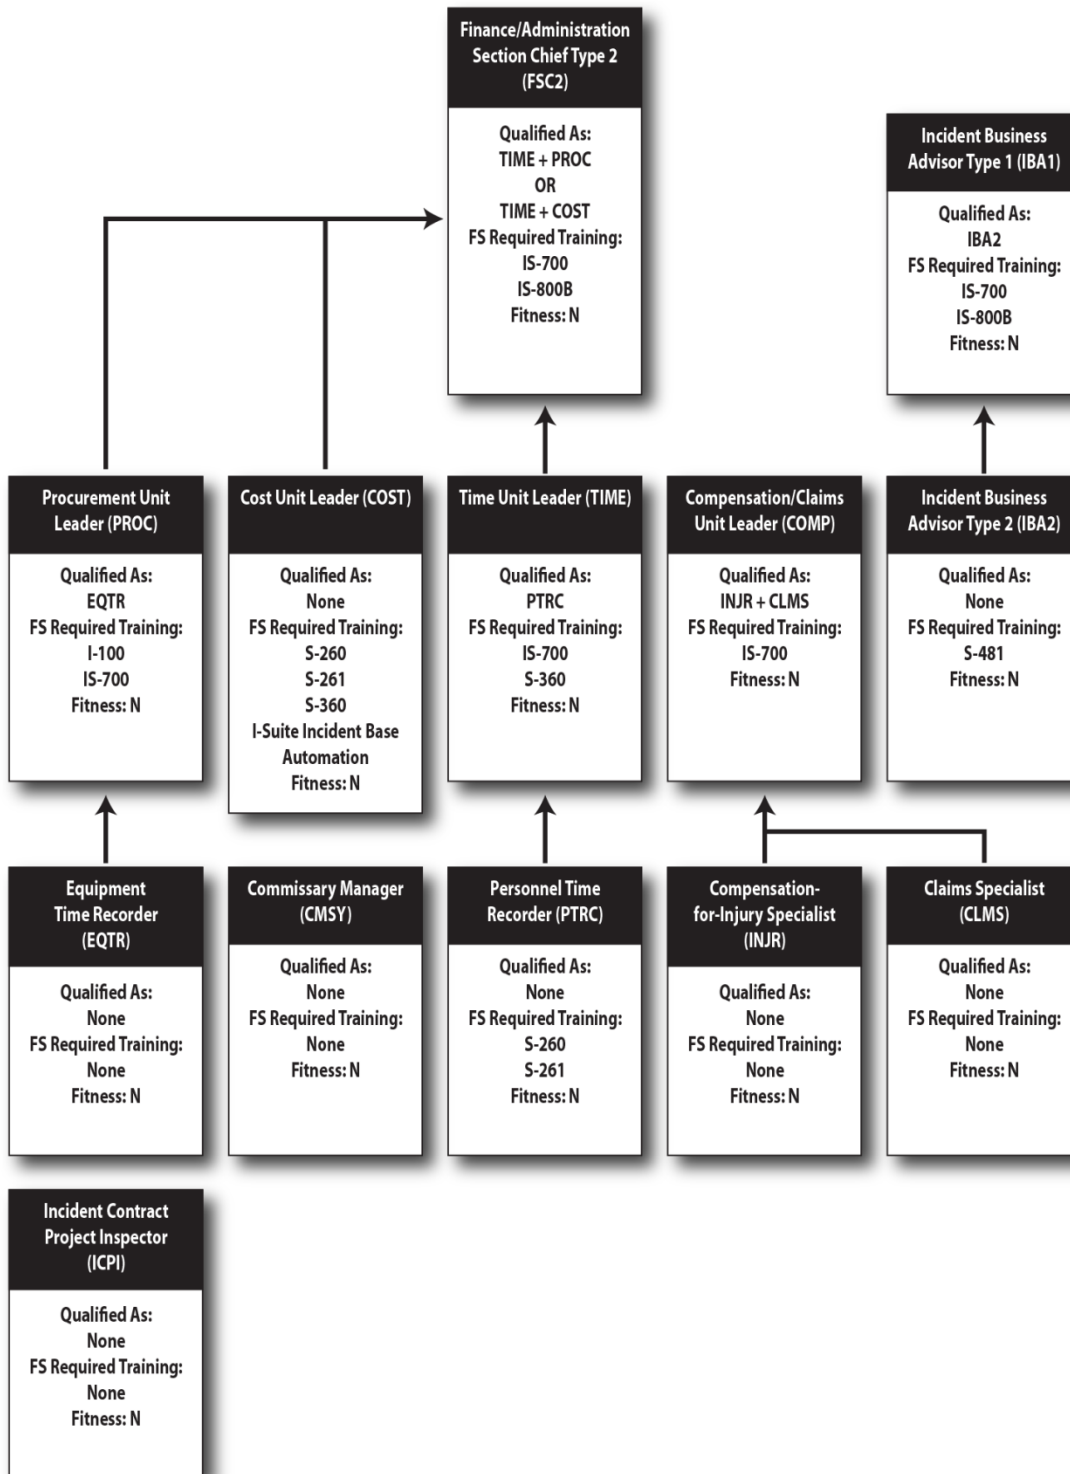 Finance/Administration
Section Chief Type 2
(FSC2)
Qualified As:
TIME + PROC
OR
TIME + COST
FS Required Training:
IS-700
IS-800B
Fitness: N
Incident Business
Advisor Type 1 (IBA1)
Qualified As:
IBA2
FS Required Training:
IS-700
IS-800B
Fitness: N
Procurement Unit
Leader (PROC)
Qualified As:
EQTR
FS Required Training:
I-100
IS-700
Fitness: N
Cost Unit Leader (COST)
Qualified As:
None
FS Required Training:
S-260
S-261
S-360
I-Suite Incident Base
Automation
Fitness: N
Time Unit Leader (TIME)
Qualified As:
PTRC
FS Required Training:
IS-700
S-360
Fitness: N
Compensation/Claims
Unit Leader (COMP)
Qualified As:
INJR + CLMS
FS Required Training:
IS-700
Fitness: N
Incident Business
Advisor Type 2 (IBA2)
Qualified As:
None
FS Required Training:
S-481
Fitness: N
Equipment
Time Recorder
(EQTR)
Qualified As:
None
FS Required Training:
None
Fitness: N
Commissary Manager
(CMSY)
Qualified As:
None
FS Required Training:
None
Fitness: N
Personnel Time
Recorder (PTRC)
Qualified As:
None
FS Required Training:
S-260
S-261
Fitness: N
Compensation-
for-Injury Specialist
(INJR)
Qualified As:
None
FS Required Training:
None
Fitness: N
Claims Specialist
(CLMS)
Qualified As:
None
FS Required Training:
None
Fitness: N
Incident Contract
Project Inspector
(ICPI)
Qualified As:
None
FS Required Training:
None
Fitness: N